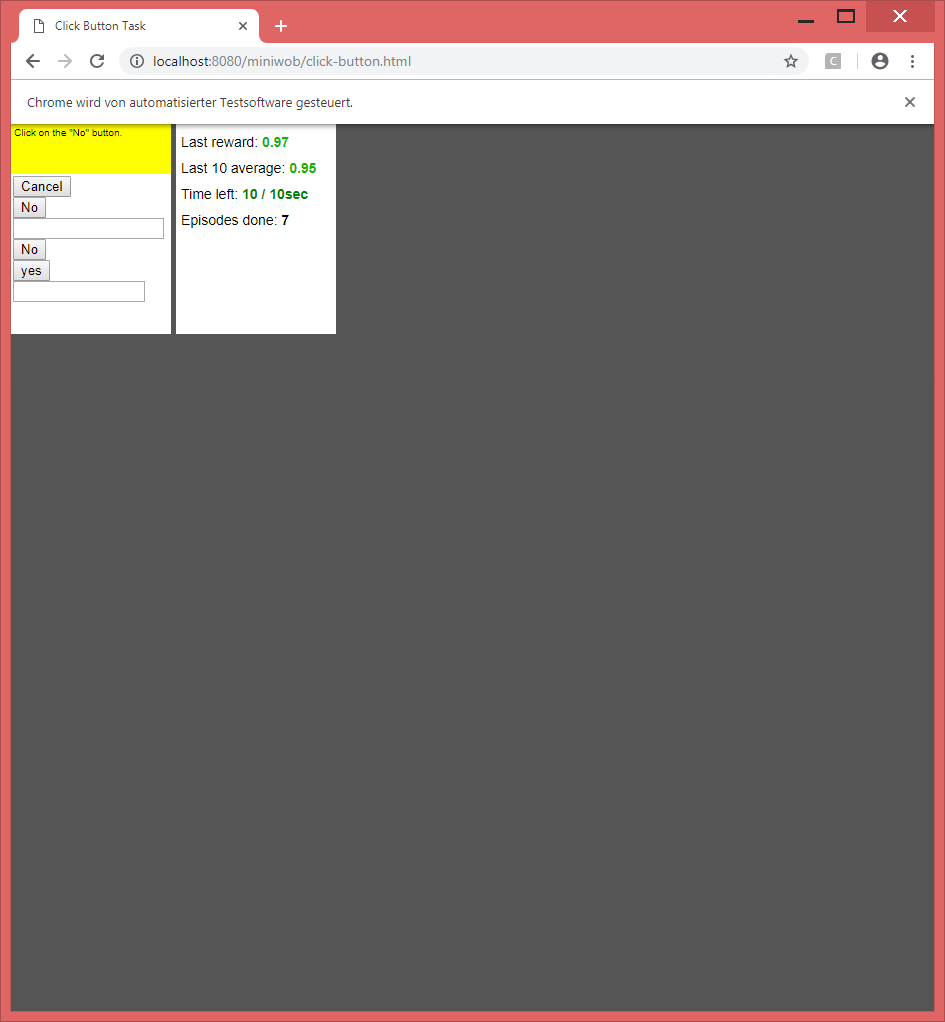 Click Button Task
localhost:8080/miniwob/click-button.html
C
Chrome wird von automatisierter Testsoftware gesteuert.
Click on the "No" button.
Cancel
No
No
yes
Last reward: 0.97
Last 10 average: 0.95
Time left: 10 / 10sec
Episodes done: 7